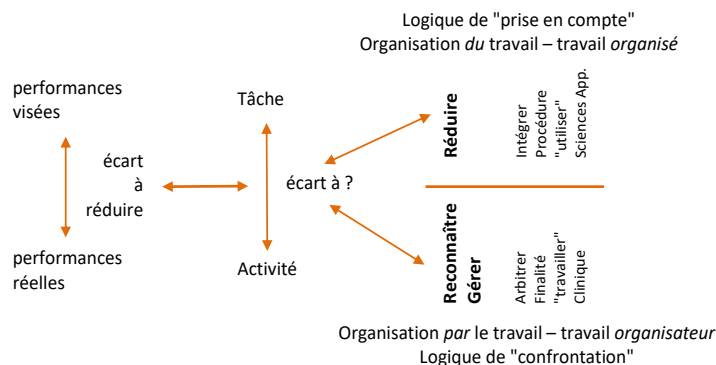 Logique de "prise en compte"
Organisation du travail – travail organisé
performances
visées
écart
à
réduire
performances
réelles
Tâche
écart à ?
Activité
Réduire
Intégrer
Procédure
"utiliser"
Sciences App.
Reconnaître
Gérer
Arbitrer
Finalité
"travailler"
Clinique
Organisation par le travail – travail organisateur
Logique de "confrontation"